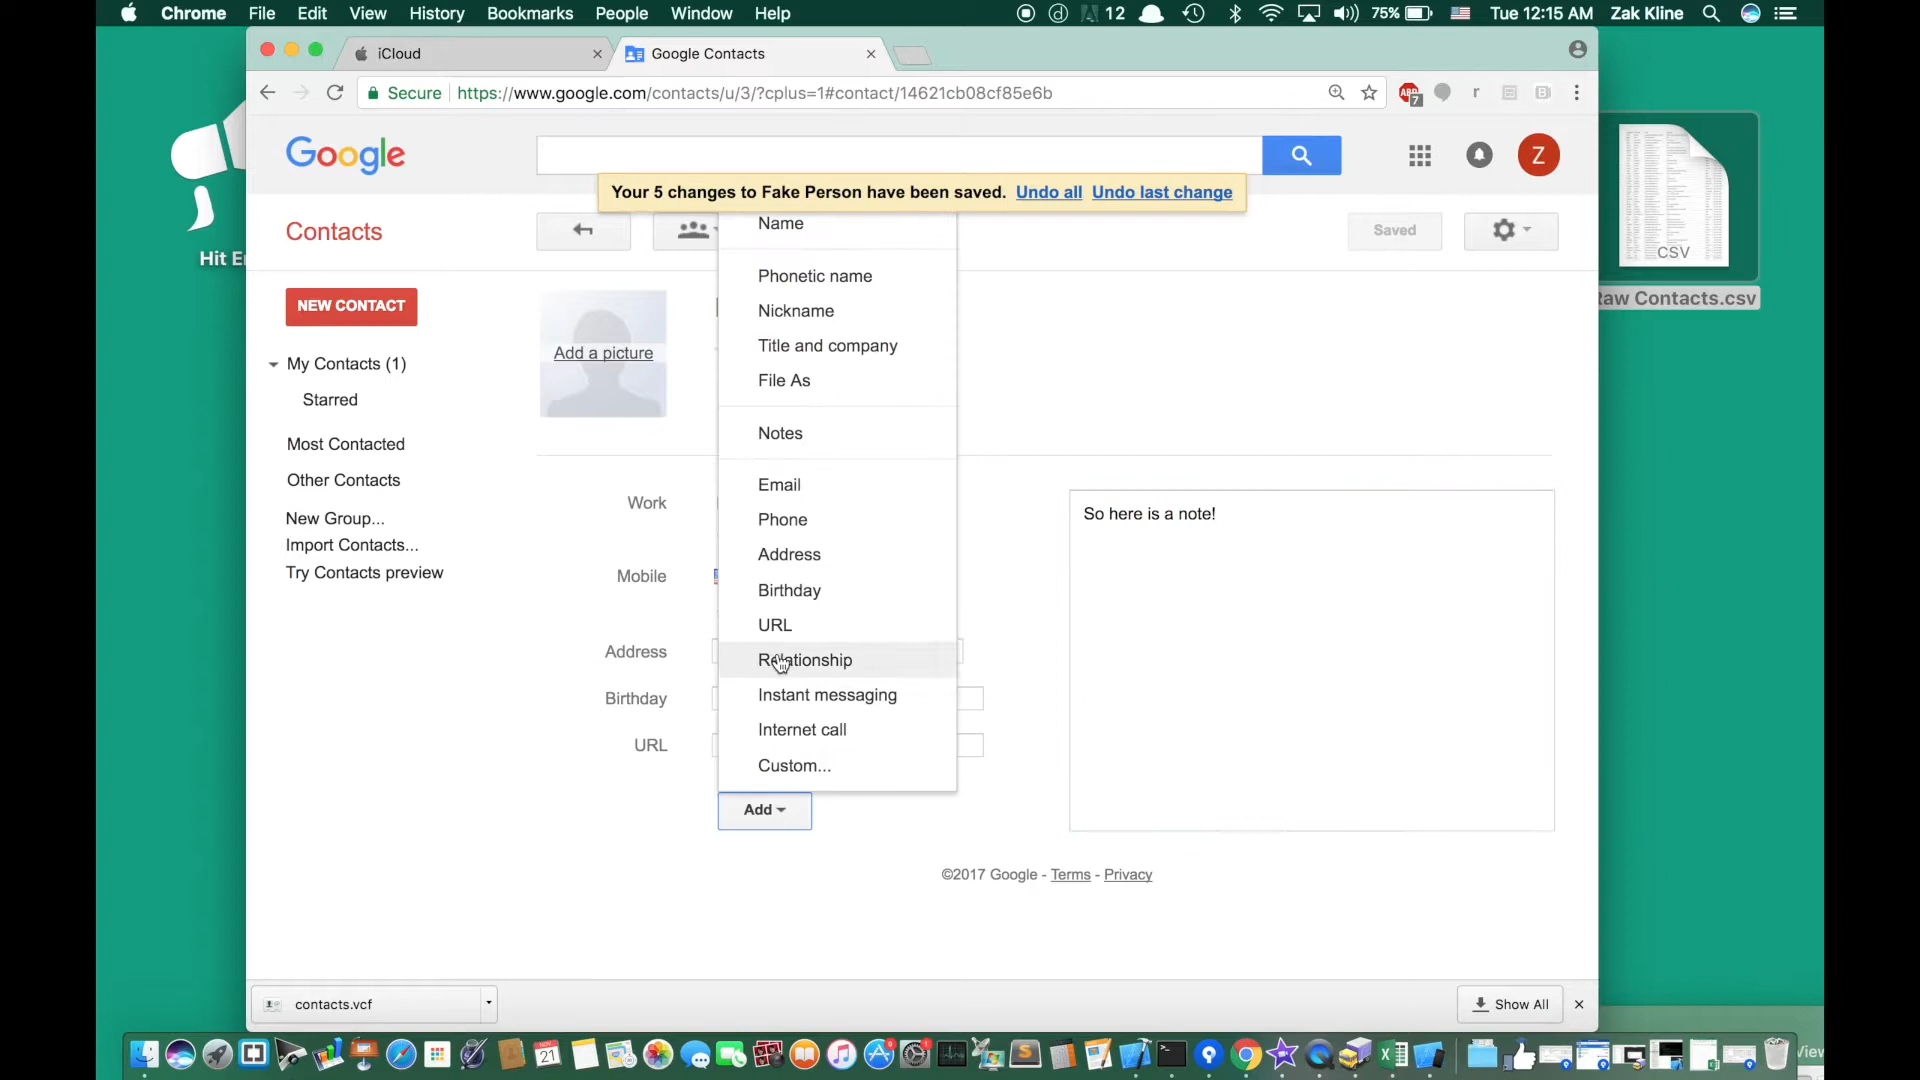 Chrome File Edit View History Bookmarks People Window Help 12 75% Tue 12:15 AM Zak Kline
iCloud
Google Contacts
Secure https://www.google.com/contacts/u/3/?cplus=1#contact/14621cb08cf85e6b
ABP 7
r
Google
Z
Your 5 changes to Fake Person have been saved. Undo all Undo last change
Contacts
Saved
Name
CSV
Raw Contacts.csv
NEW CONTACT
Add a picture
My Contacts (1)
Starred
Most Contacted
Other Contacts
New Group...
Import Contacts...
Try Contacts preview
Phonetic name
Nickname
Title and company
File As
Notes
Email
Phone
Address
Birthday
URL
Relationship
Instant messaging
Internet call
Custom...
Add
Work
Mobile
Address
Birthday
URL
So here is a note!
©2017 Google - Terms - Privacy
contacts.vcf
Show All
NOV
21